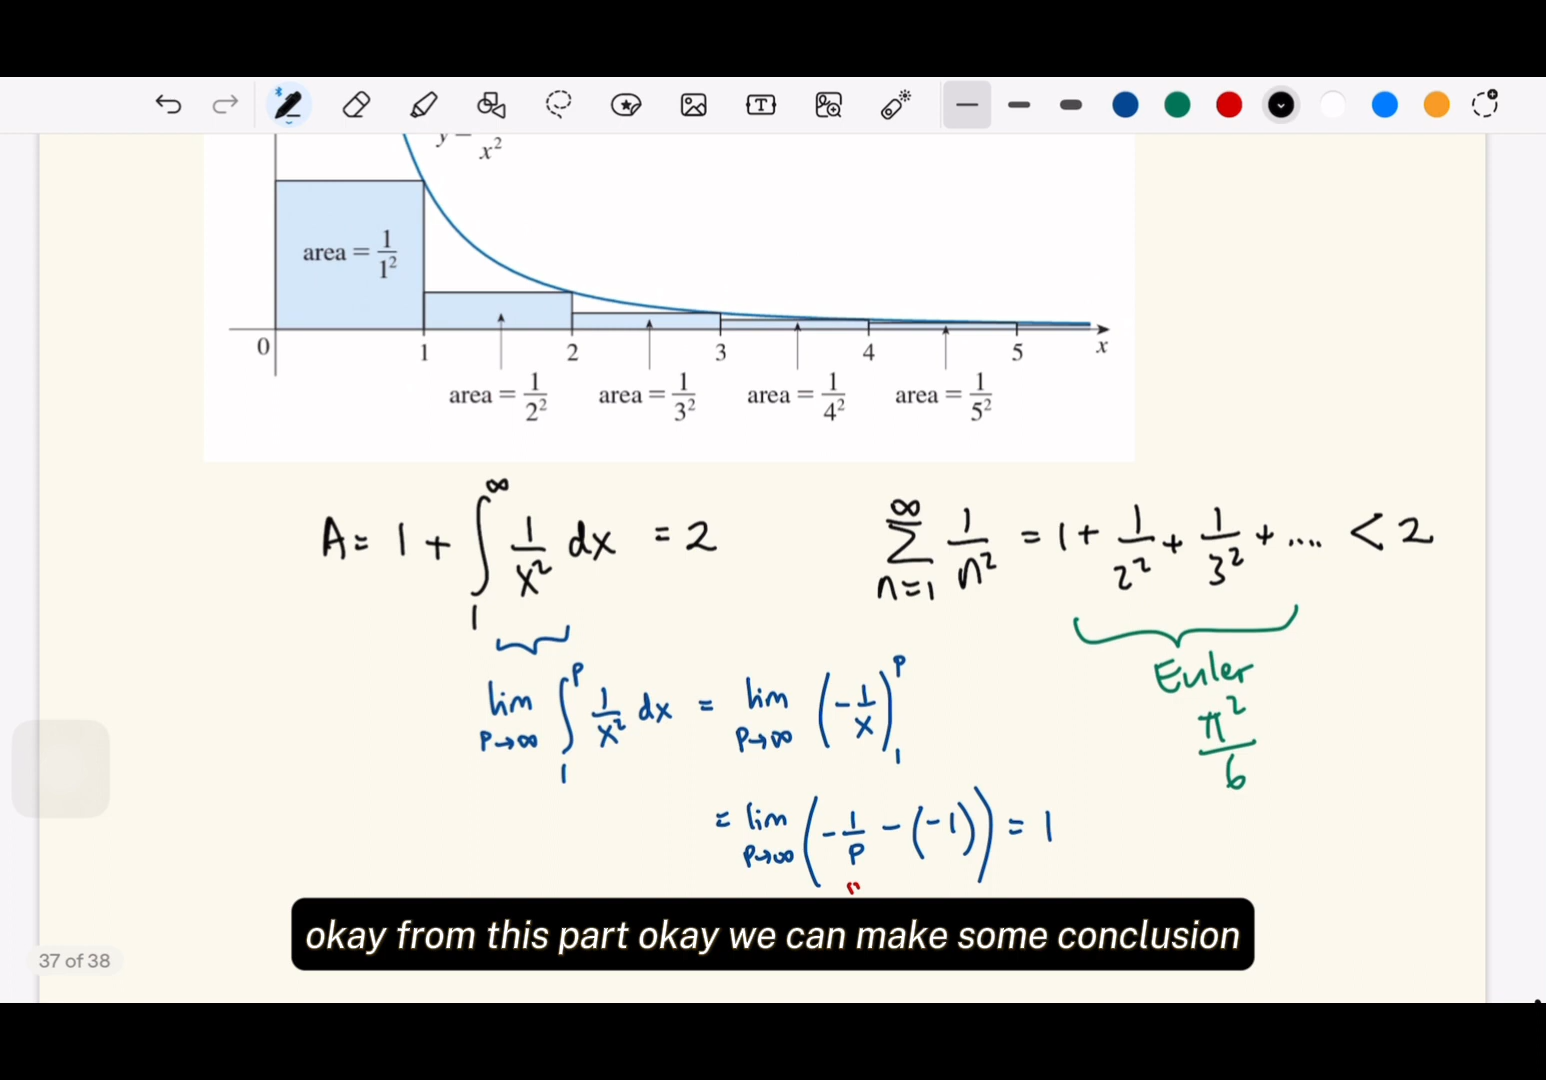 y = x²
area = 1/1²
0 1 2 3 4 5 x
area = 1/2² area = 1/3² area = 1/4² area = 1/5²
A = 1 + ∫₁^∞ 1/x² dx = 2
∑_{n=1}^∞ 1/n² = 1 + 1/2² + 1/3² + .... < 2
Euler
π²/6
lim_{P→∞} ∫₁^P 1/x² dx = lim_{P→∞} (-1/x)₁^P
= lim_{P→∞} (-1/P - (-1)) = 1
okay from this part okay we can make some conclusion
37 of 38